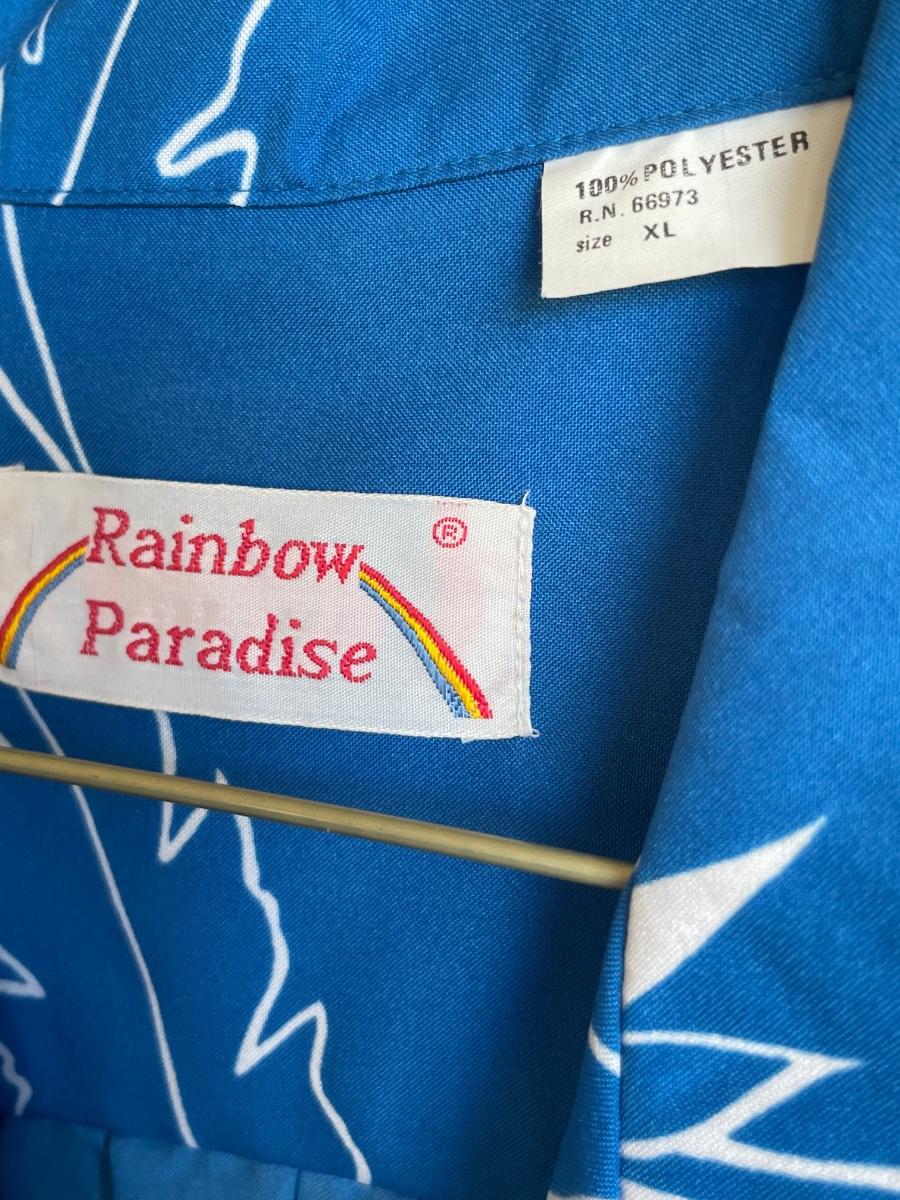 100% POLYESTER
R.N. 66973
size XL
Rainbow ®
Paradise